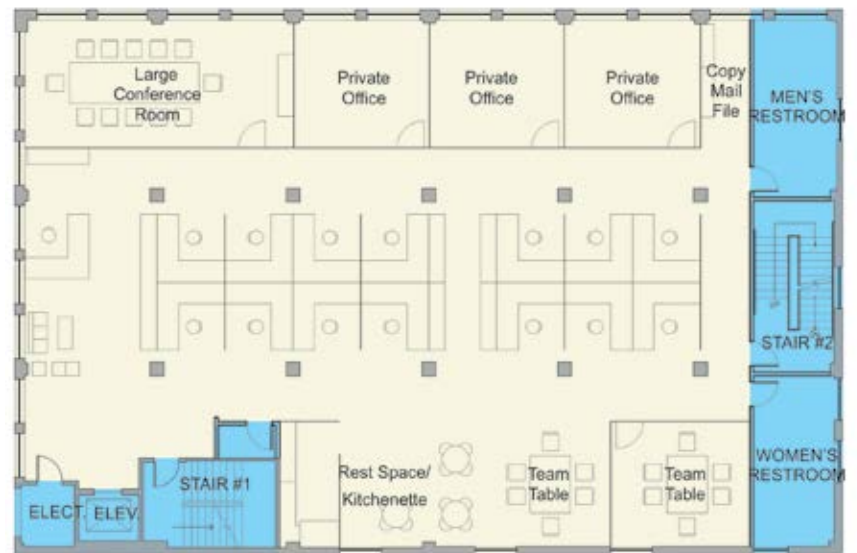 Large
Conference
Room
Private
Office
Private
Office
Private
Office
Copy
Mail
File
MEN'S
RESTROOM
STAIR #2
WOMEN'S
RESTROOM
STAIR #1
ELECT.
ELEV.
Rest Space/
Kitchenette
Team
Table
Team
Table